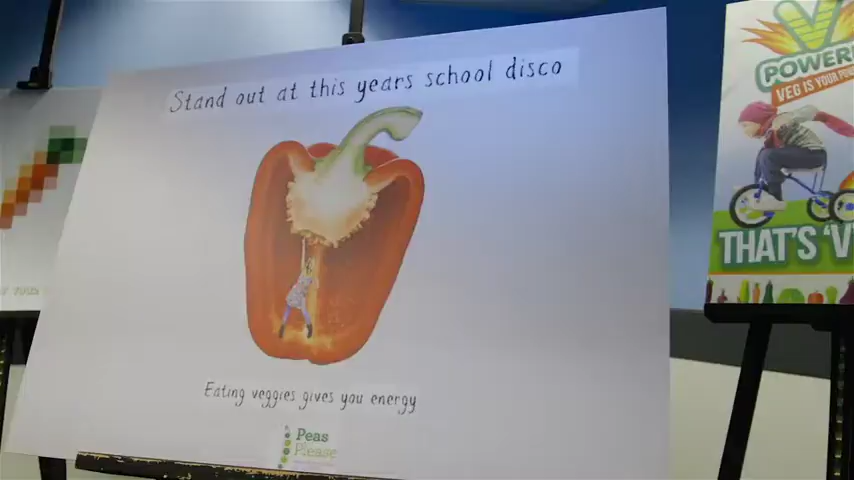 Stand out at this years school disco
Eating veggies gives you energy
Peas
Please
V
POWER
VEG IS YOUR
THAT'S 'V